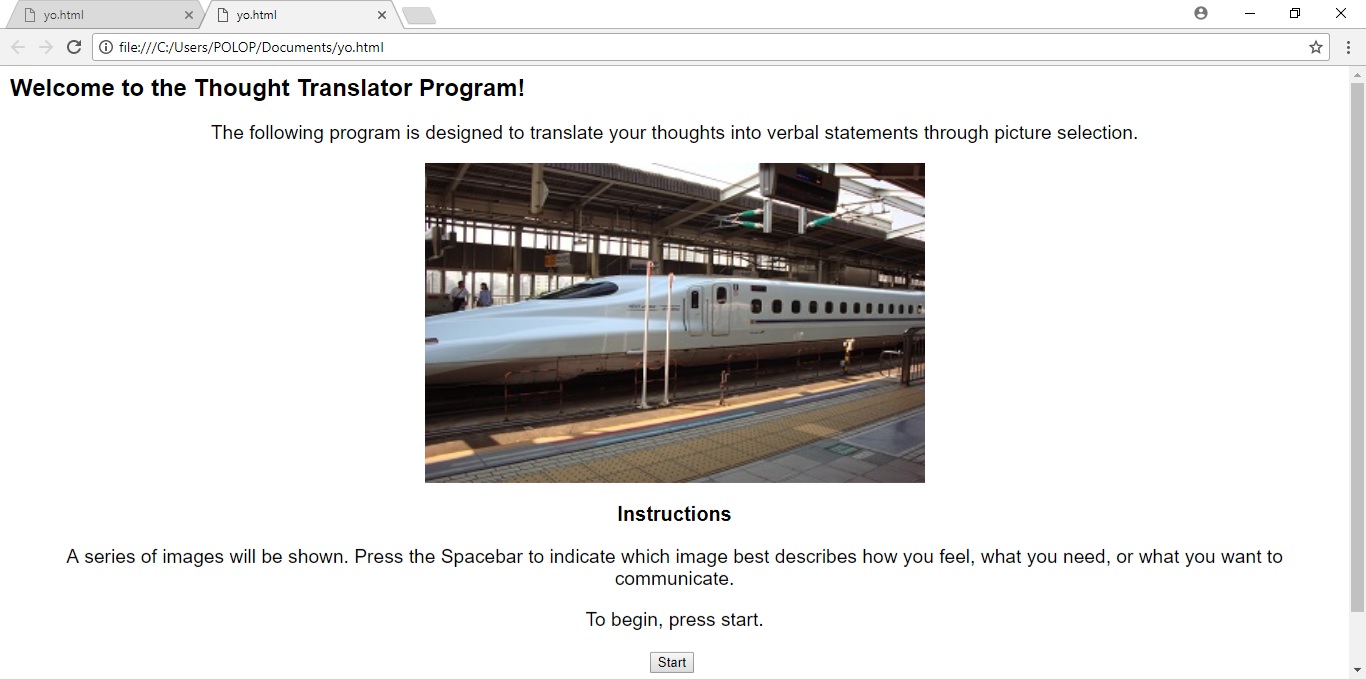 yo.html
yo.html
file:///C:/Users/POLOP/Documents/yo.html
Welcome to the Thought Translator Program!
The following program is designed to translate your thoughts into verbal statements through picture selection.
Instructions
A series of images will be shown. Press the Spacebar to indicate which image best describes how you feel, what you need, or what you want to
communicate.
To begin, press start.
Start